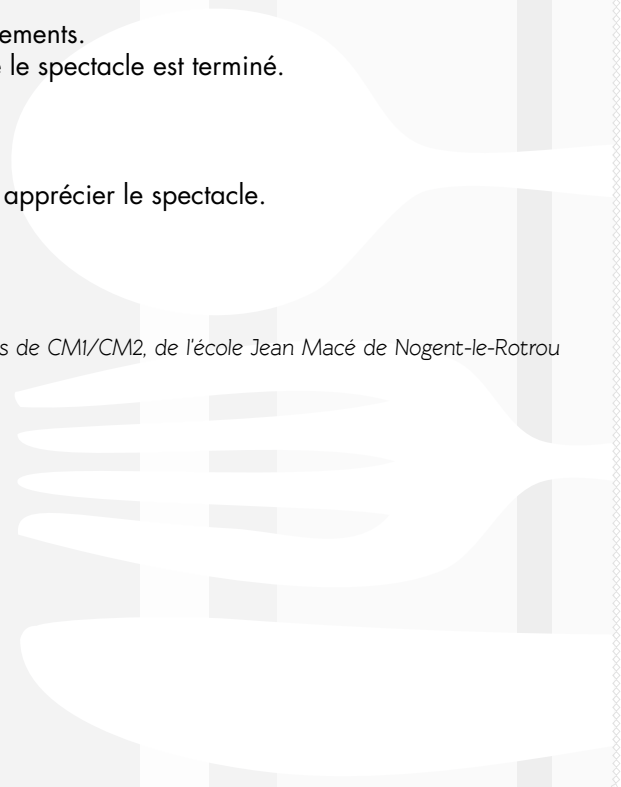 ements.
le spectacle est terminé.
apprécier le spectacle.
s de CM1/CM2, de l'école Jean Macé de Nogent-le-Rotrou